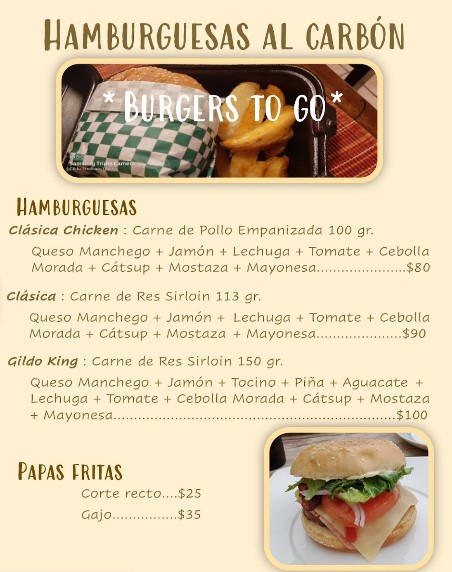 HAMBURGUESAS AL CARBÓN
*BURGERS TO GO*
HAMBURGUESAS
Clásica Chicken : Carne de Pollo Empanizada 100 gr.
Queso Manchego + Jamón + Lechuga + Tomate + Cebolla
Morada + Cátsup + Mostaza + Mayonesa......................$80
Clásica : Carne de Res Sirloin 113 gr.
Queso Manchego + Jamón + Lechuga + Tomate + Cebolla
Morada + Cátsup + Mostaza + Mayonesa.....................$90
Gildo King : Carne de Res Sirloin 150 gr.
Queso Manchego + Jamón + Tocino + Piña + Aguacate +
Lechuga + Tomate + Cebolla Morada + Cátsup + Mostaza
+ Mayonesa......................................................................$100
PAPAS FRITAS
Corte recto....$25
Gajo................$35